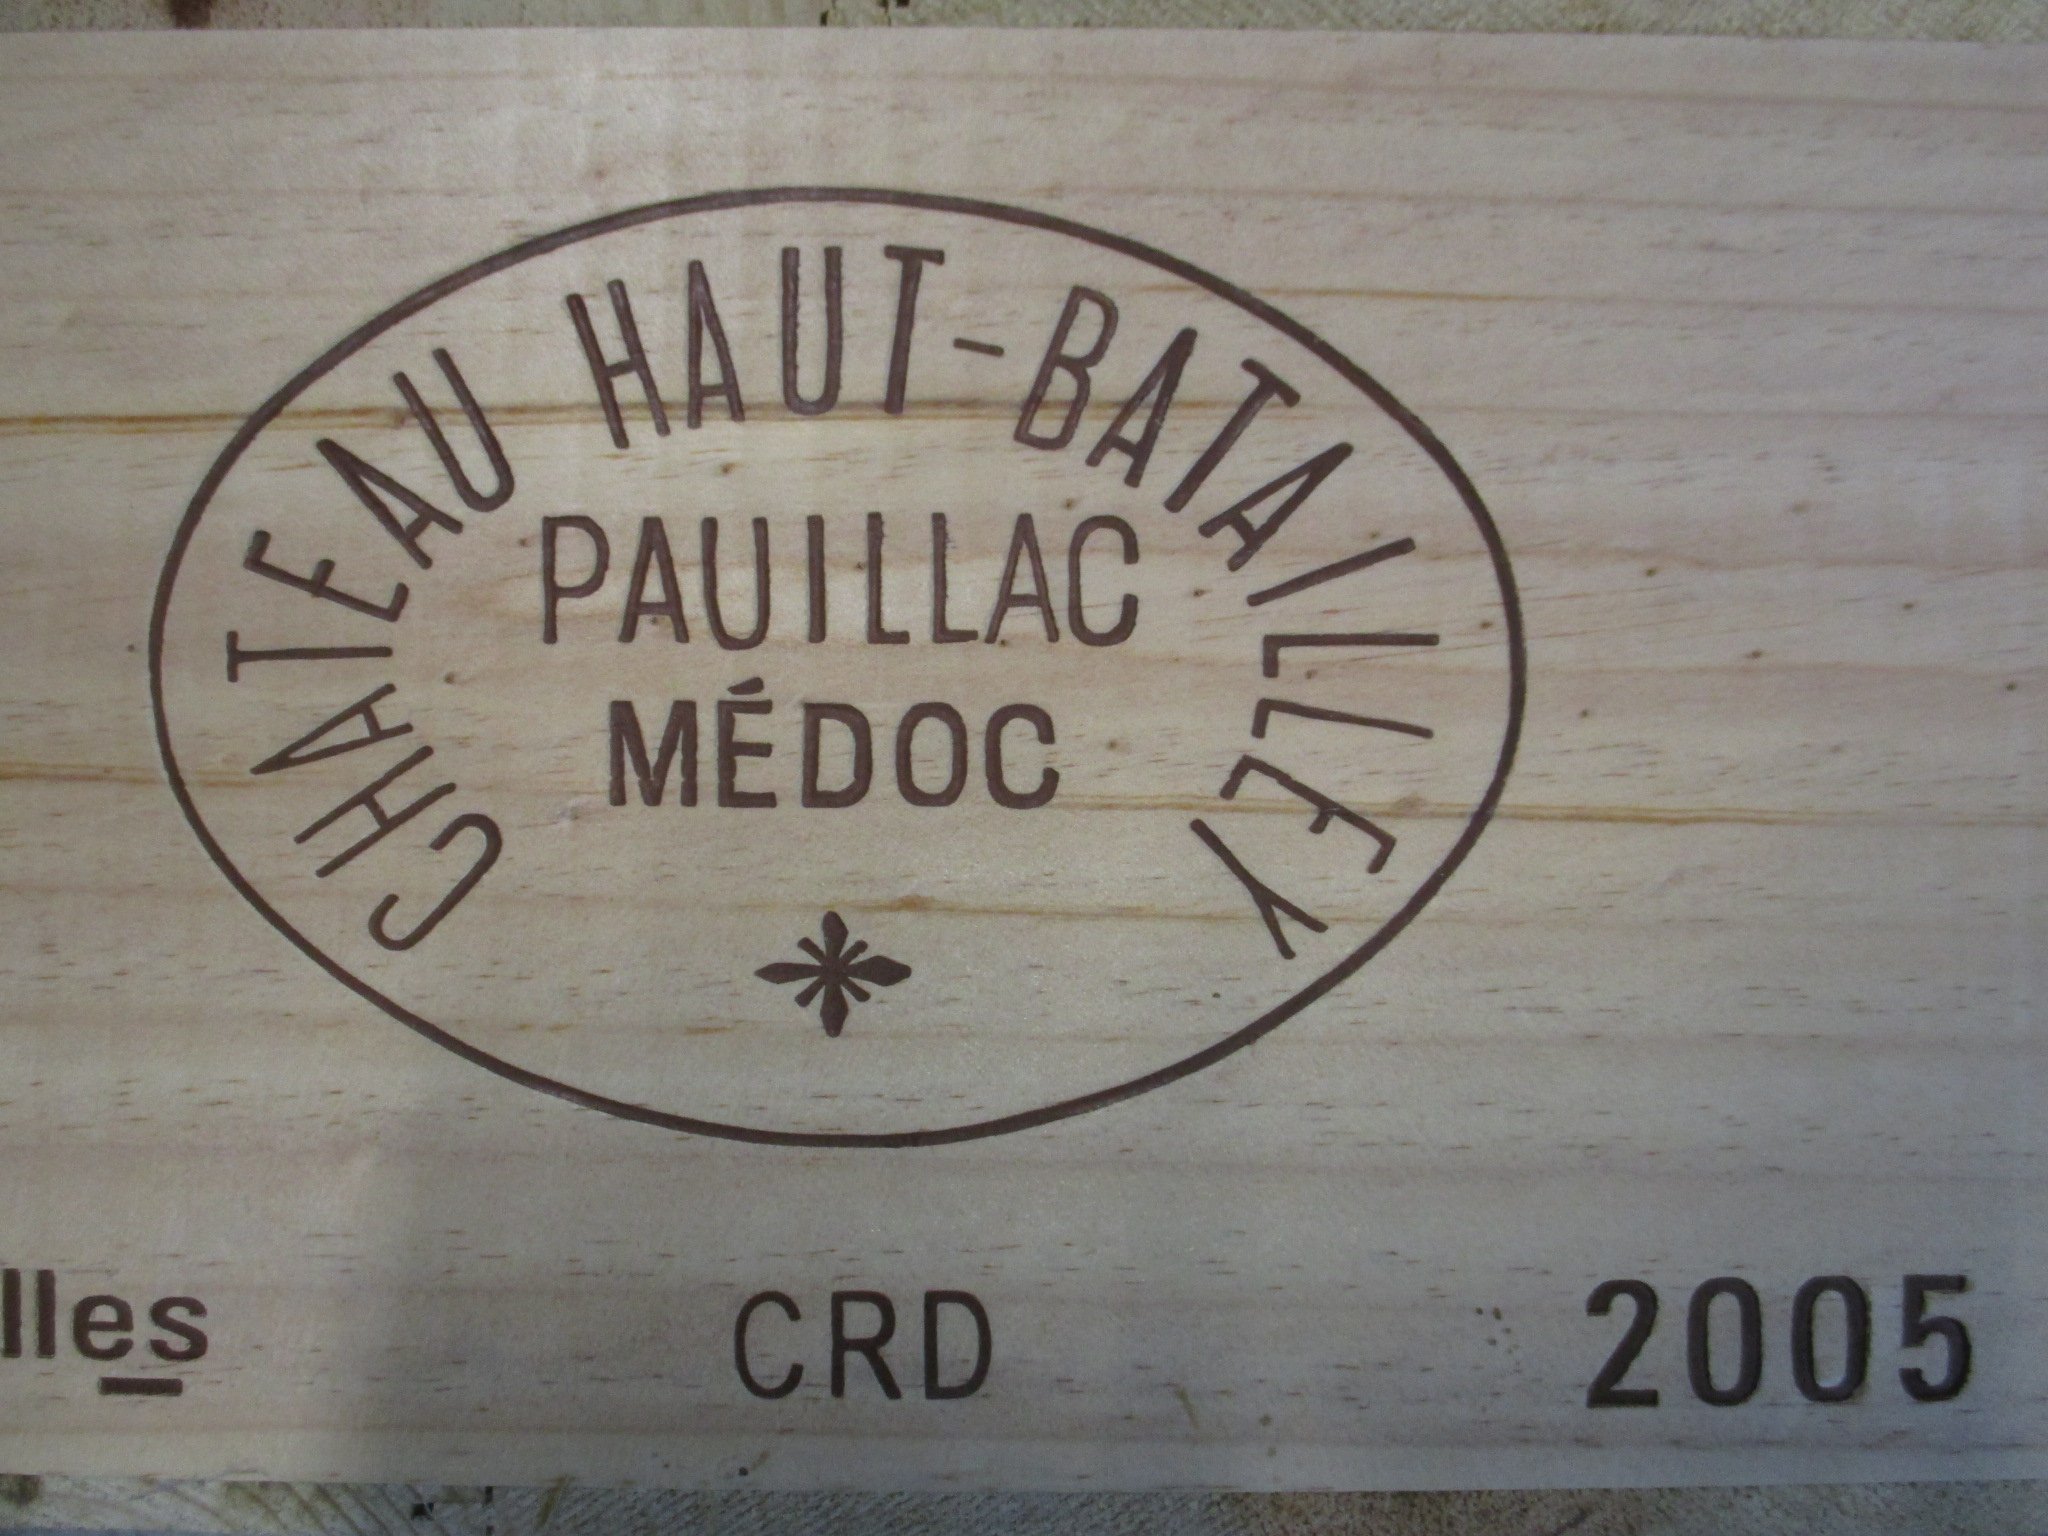 CHATEAU HAUT-BATAILLEY
PAUILLAC
MÉDOC
lles CRD 2005